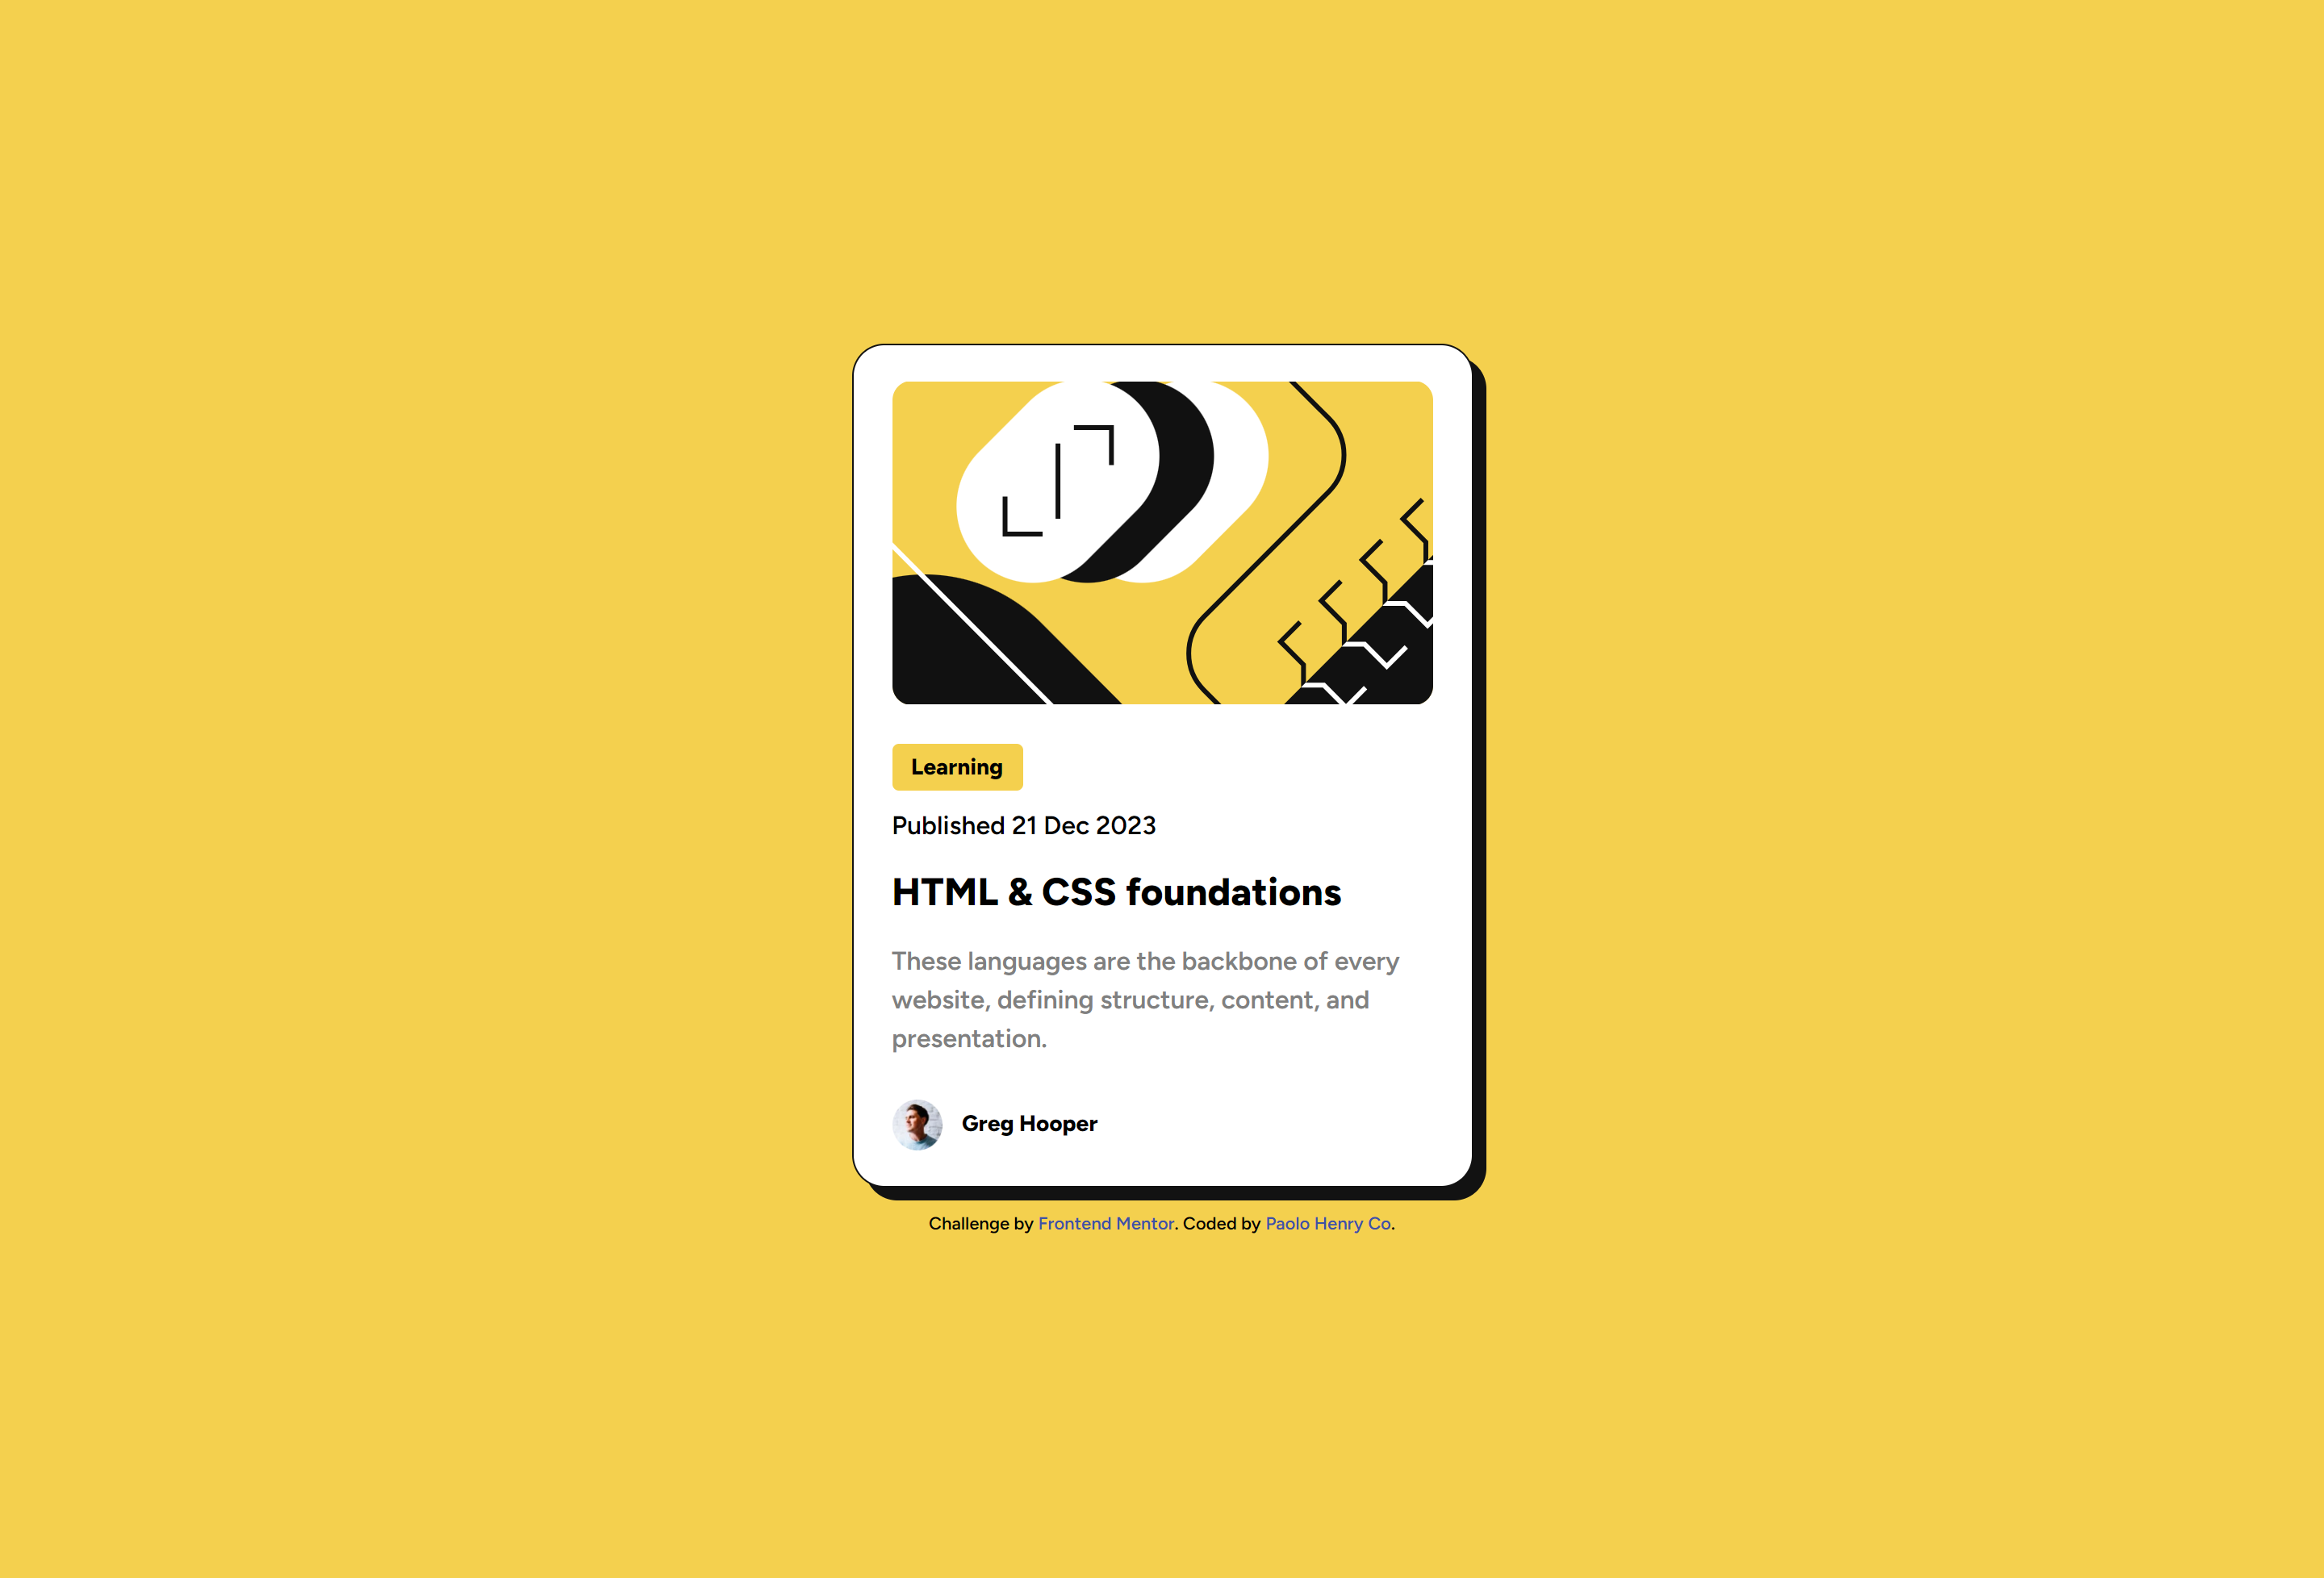 Learning
Published 21 Dec 2023
HTML & CSS foundations
These languages are the backbone of every
website, defining structure, content, and
presentation.
Greg Hooper
Challenge by Frontend Mentor. Coded by Paolo Henry Co.